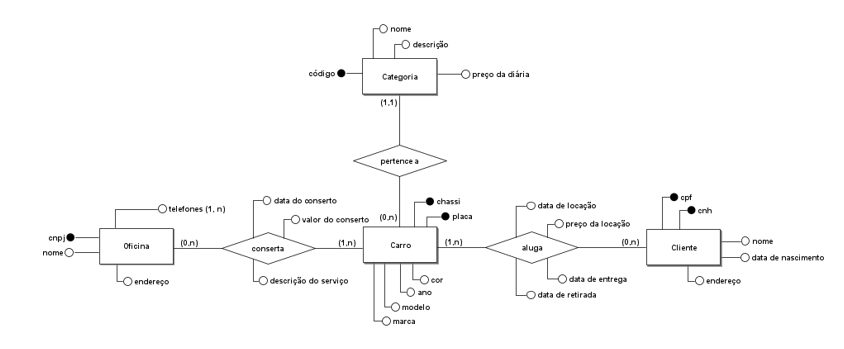 nome
descrição
código
Categoria
preço da diária
(1,1)
pertence a
(0,n)
chassi
placa
telefones (1, n)
data do conserto
valor do conserto
data de locação
preço da locação
cpf
cnh
cnpj
nome
Oficina
(0,n)
conserta
(1,n)
Carro
(1,n)
aluga
(0,n)
Cliente
nome
data de nascimento
endereço
descrição do serviço
cor
ano
modelo
marca
data de entrega
data de retirada
endereço